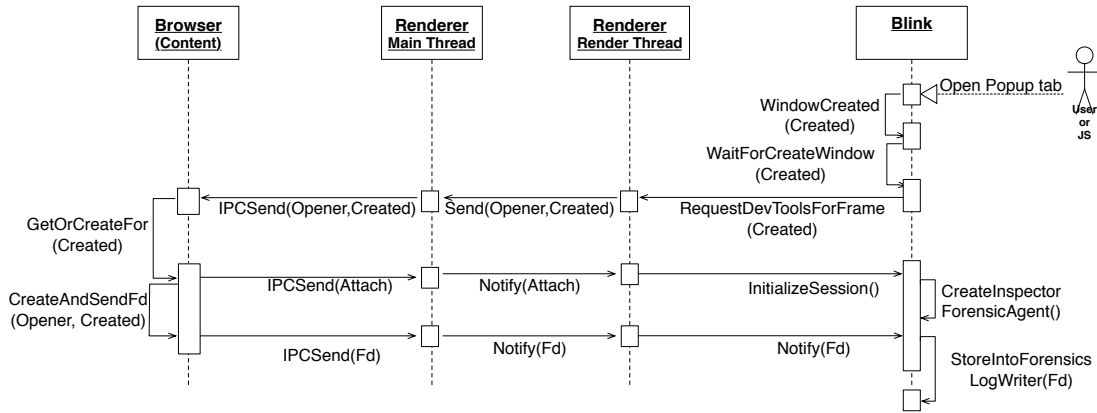 Browser
(Content)
Renderer
Main Thread
Renderer
Render Thread
Blink
Open Popup tab
User
or
JS
WindowCreated
(Created)
WaitForCreateWindow
(Created)
IPCSend(Opener,Created)
Send(Opener,Created)
RequestDevToolsForFrame
(Created)
GetOrCreateFor
(Created)
IPCSend(Attach)
Notify(Attach)
InitializeSession()
CreateAndSendFd
(Opener, Created)
CreateInspector
ForensicAgent()
IPCSend(Fd)
Notify(Fd)
Notify(Fd)
StoreIntoForensics
LogWriter(Fd)